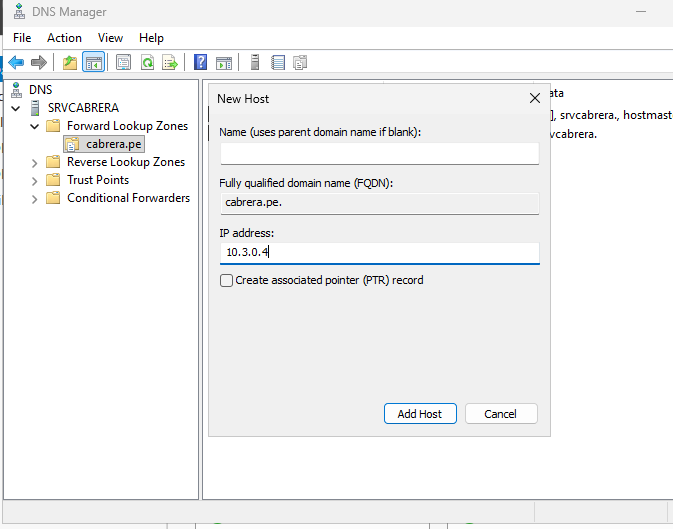 DNS Manager
File Action View Help
DNS
SRVCABRERA
Forward Lookup Zones
cabrera.pe
Reverse Lookup Zones
Trust Points
Conditional Forwarders
ata
], srvcabrera., hostmast
vcabrera.
New Host
Name (uses parent domain name if blank):
Fully qualified domain name (FQDN):
cabrera.pe.
IP address:
10.3.0.4
Create associated pointer (PTR) record
Add Host Cancel